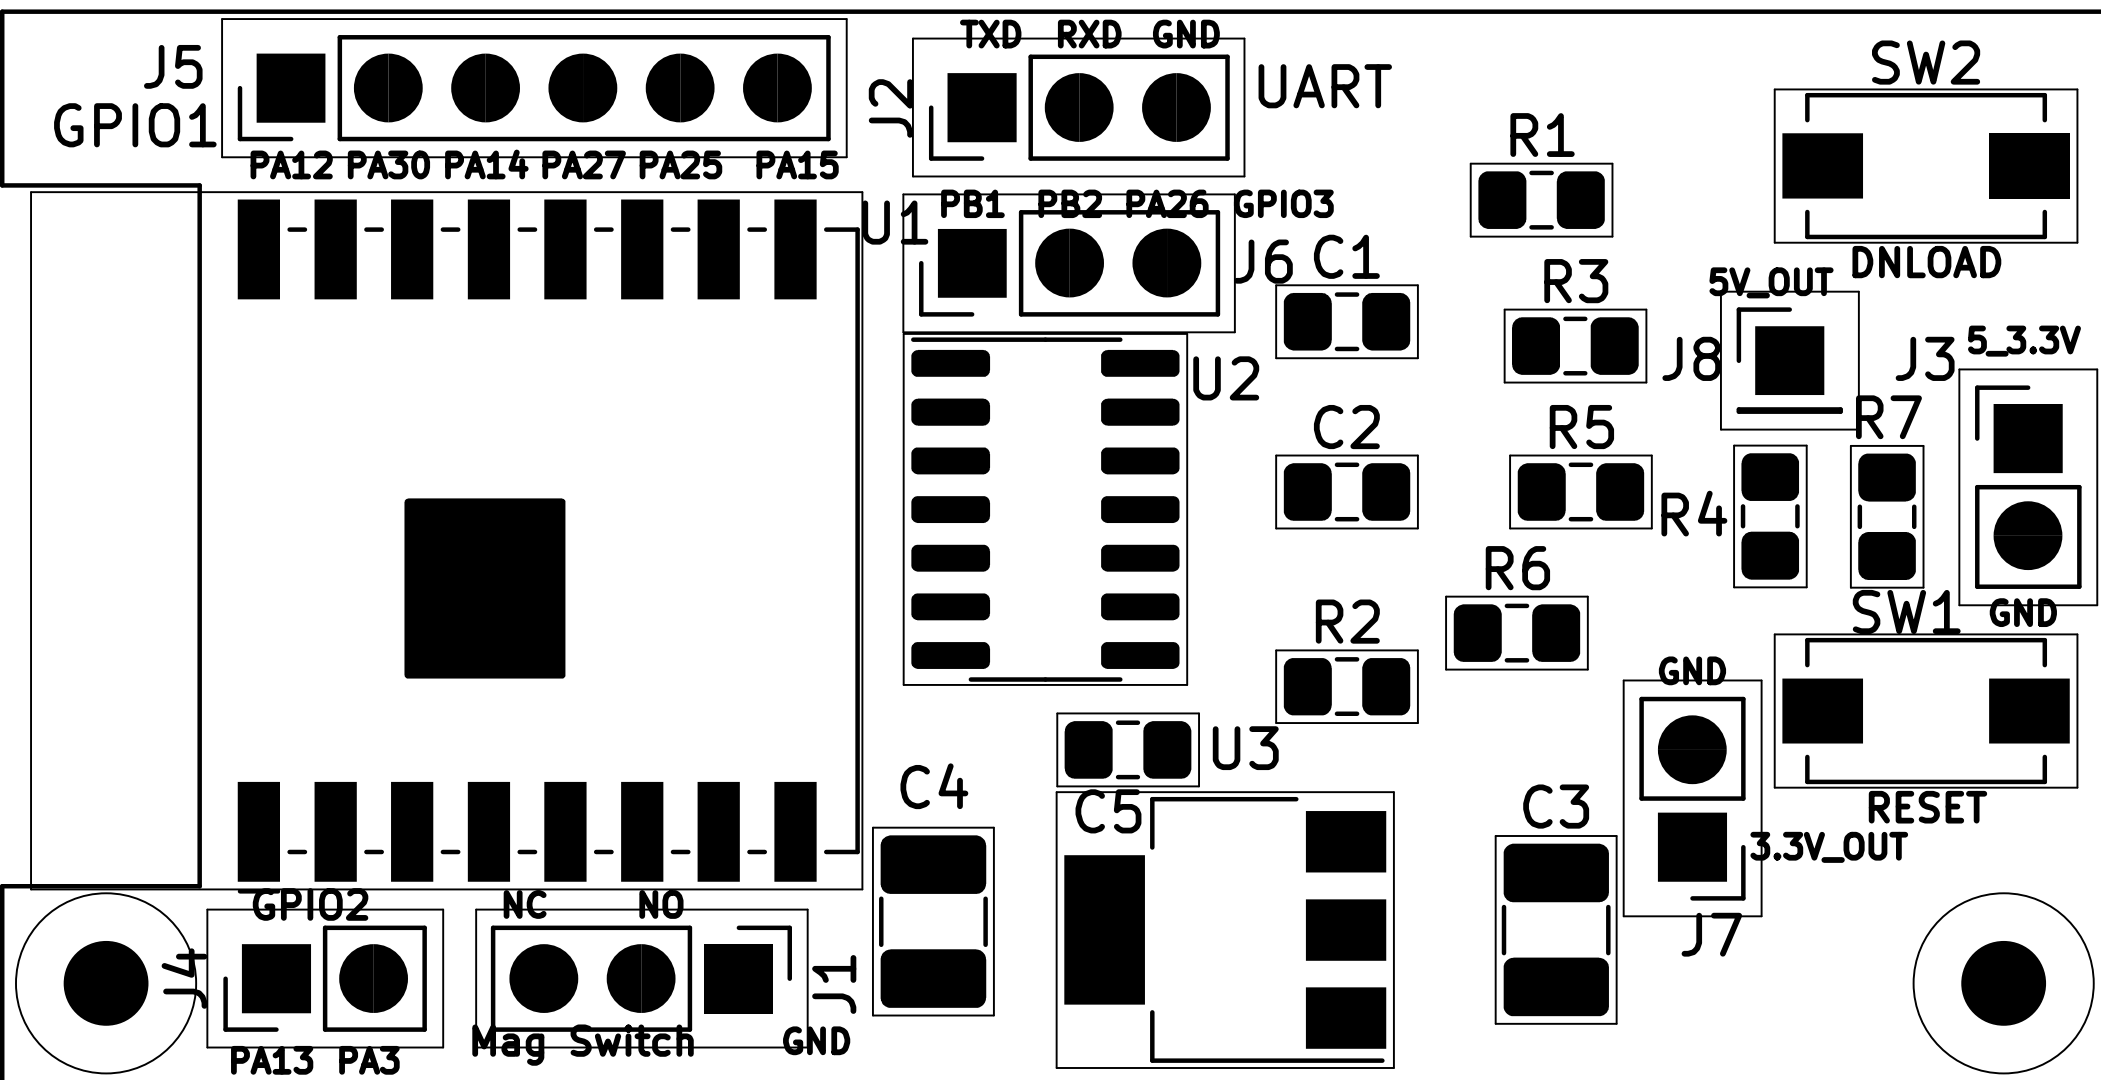 TXD RXD GND
SW2
J5
J2
UART
GPIO1
R1
PA12 PA30 PA14 PA27 PA25 PA15
U1
PB1 PB2 PA26 GPIO3
J6
C1
DNLOAD
R3
5V_OUT
J8
J3
5_3.3V
U2
C2
R5
R7
R4
R6
R2
SW1
GND
GND
U3
C4
C5
C3
RESET
3.3V_OUT
GPIO2
NC NO
J7
J4
J1
Mag Switch
GND
PA13 PA3